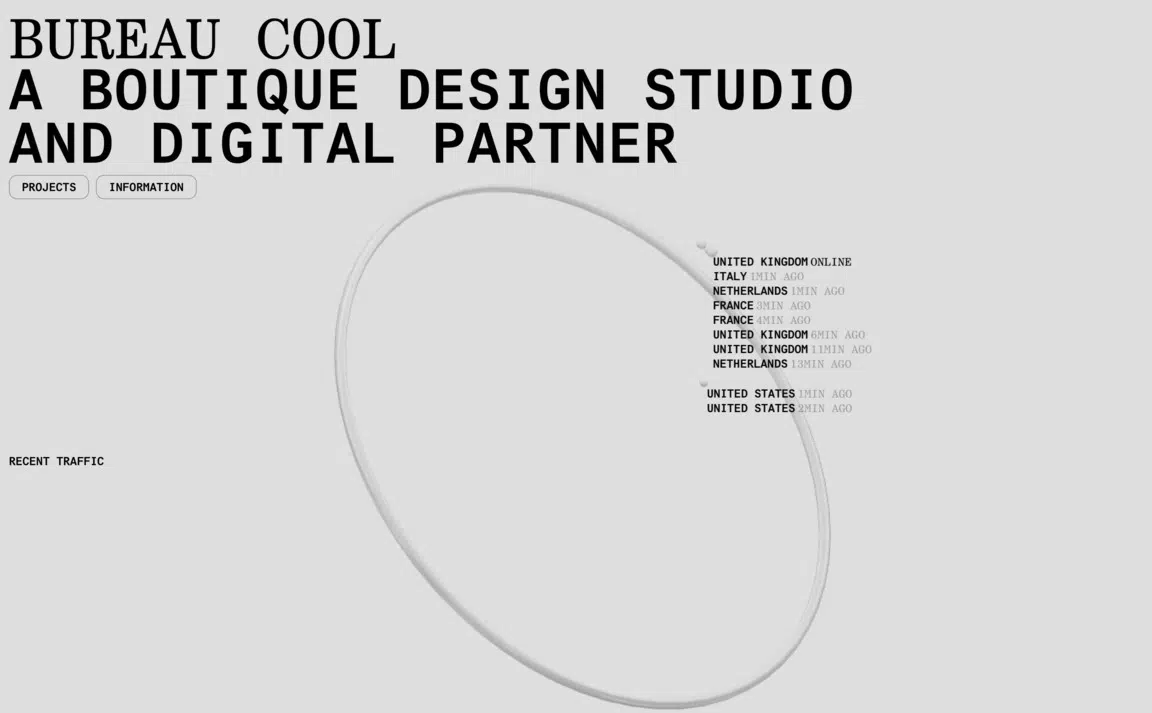 BUREAU COOL
A BOUTIQUE DESIGN STUDIO
AND DIGITAL PARTNER
PROJECTS INFORMATION
UNITED KINGDOM ONLINE
ITALY 1MIN AGO
NETHERLANDS 1MIN AGO
FRANCE 3MIN AGO
FRANCE 4MIN AGO
UNITED KINGDOM 6MIN AGO
UNITED KINGDOM 11MIN AGO
NETHERLANDS 13MIN AGO
UNITED STATES 1MIN AGO
UNITED STATES 2MIN AGO
RECENT TRAFFIC